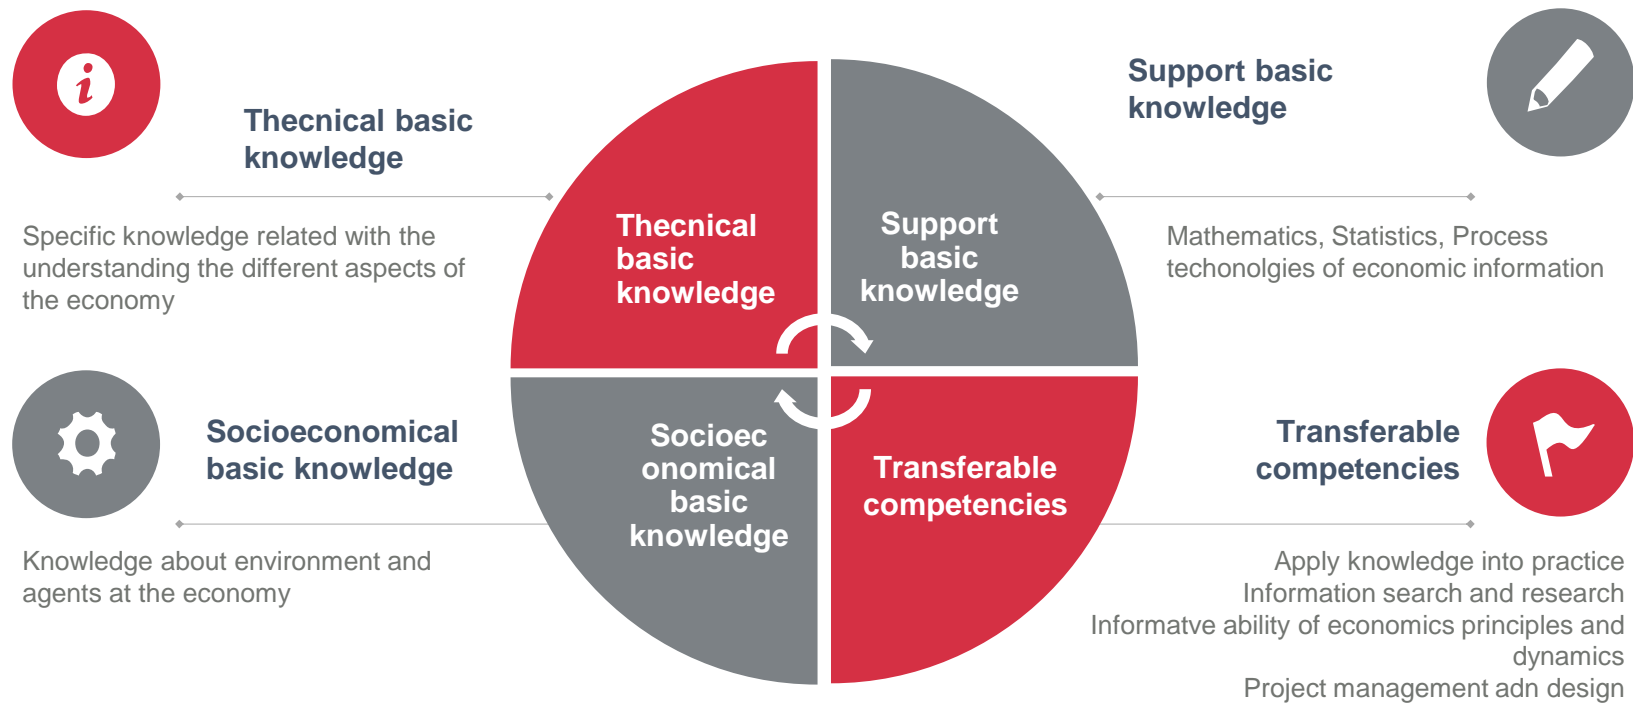 Thecnical basic
knowledge
Specific knowledge related with the
understanding the different aspects of
the economy
Socioeconomical
basic knowledge
Knowledge about environment and
agents at the economy
Thecnical
basic
knowledge
Support
basic
knowledge
Socioec
onomical
basic
knowledge
Transferable
competencies
Support basic
knowledge
Mathematics, Statistics, Process
techonolgies of economic information
Transferable
competencies
Apply knowledge into practice
Information search and research
Informatve ability of economics principles and
dynamics
Project management adn design